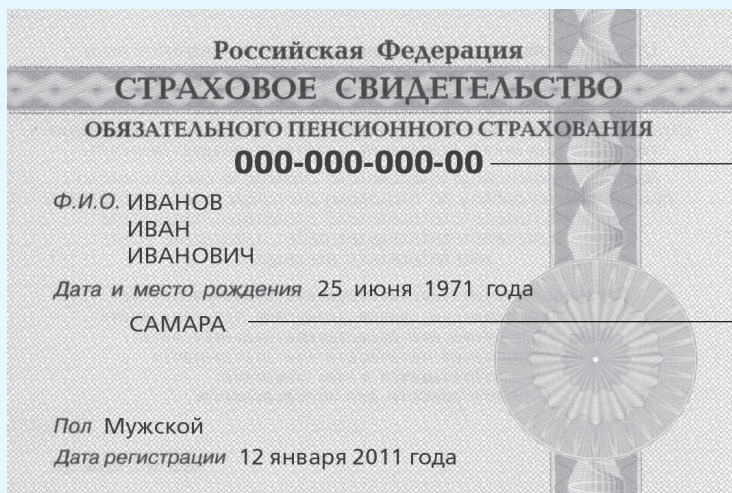 Российская Федерация
СТРАХОВОЕ СВИДЕТЕЛЬСТВО
ОБЯЗАТЕЛЬНОГО ПЕНСИОННОГО СТРАХОВАНИЯ
000-000-000-00
Ф.И.О. ИВАНОВ
ИВАН
ИВАНОВИЧ
Дата и место рождения 25 июня 1971 года
САМАРА
Пол Мужской
Дата регистрации 12 января 2011 года